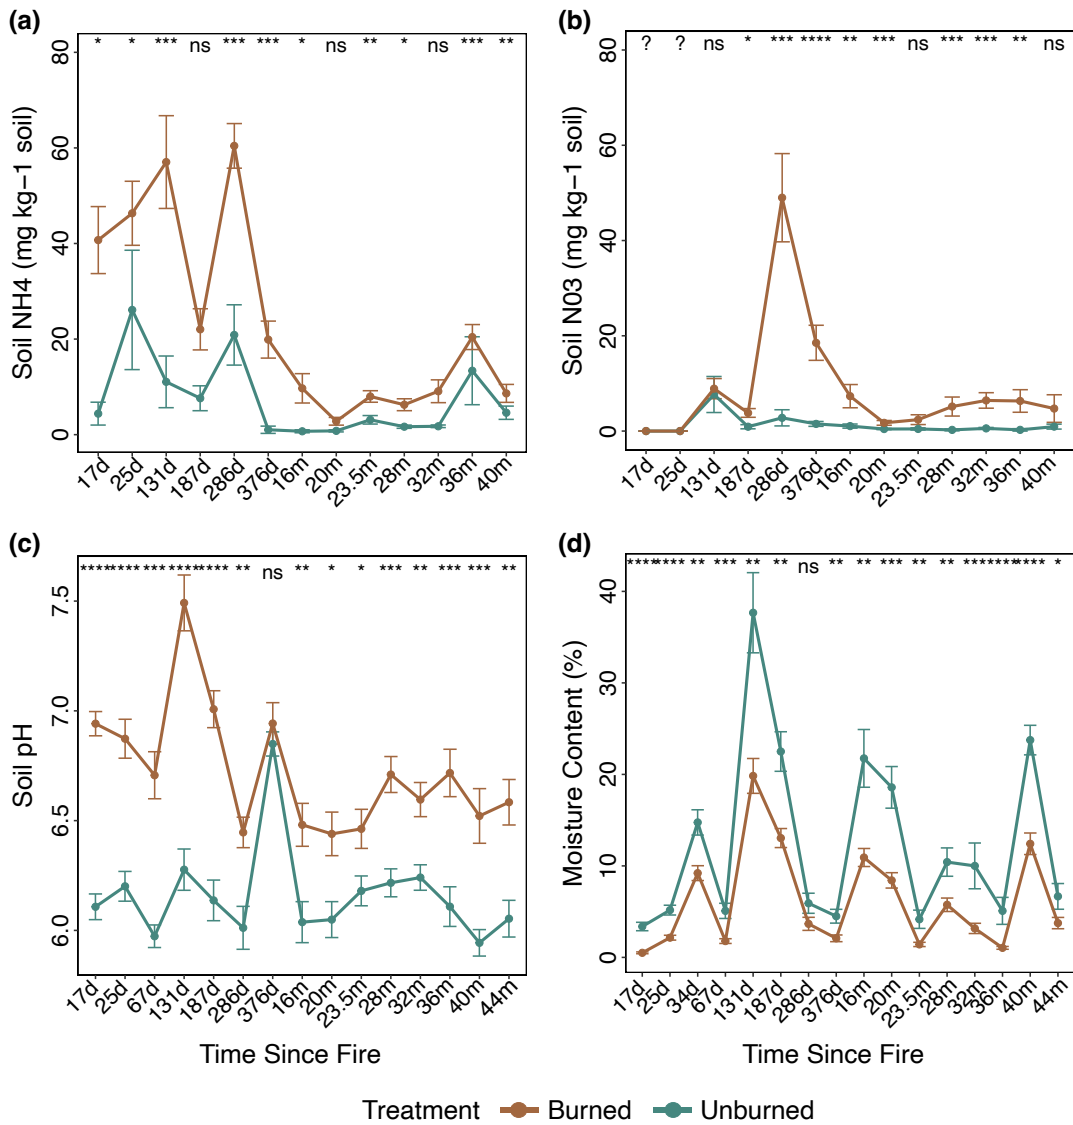 (a)
* * *** ns *** *** * ns ** * ns *** **
Soil NH4 (mg kg−1 soil)
80
60
40
20
0
17d 25d 131d 187d 286d 376d 16m 20m 23.5m 28m 32m 36m 40m
(b)
? ? ns * *** **** ** *** ns *** *** ** ns
Soil N03 (mg kg−1 soil)
80
60
40
20
0
17d 25d 131d 187d 286d 376d 16m 20m 23.5m 28m 32m 36m 40m
(c)
**** **** **** **** **** ** ns ** * * *** ** *** *** **
Soil pH
7.5
7.0
6.5
6.0
17d 25d 67d 131d 187d 286d 376d 16m 20m 23.5m 28m 32m 36m 40m 44m
Time Since Fire
(d)
**** **** ** *** ** ** ns ** ** *** ** ** *** **** **** *
Moisture Content (%)
40
30
20
10
0
17d 25d 34d 67d 131d 187d 286d 376d 16m 20m 23.5m 28m 32m 36m 40m 44m
Time Since Fire
Treatment Burned Unburned